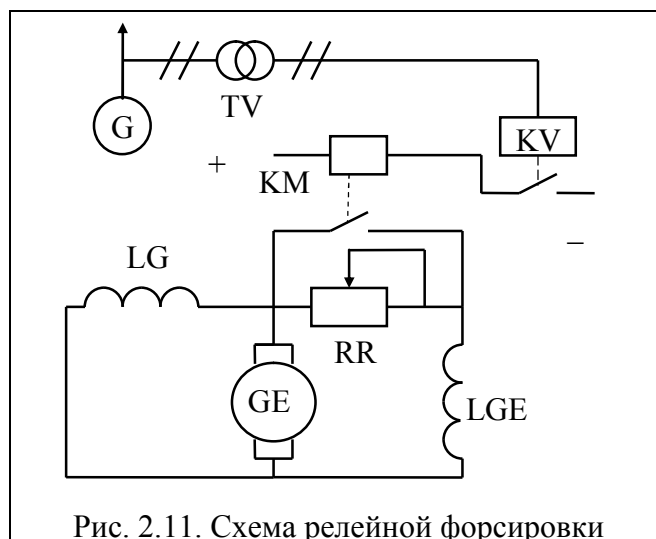 G
TV
KV
+
KM
–
LG
RR
GE
LGE
Рис. 2.11. Схема релейной форсировки